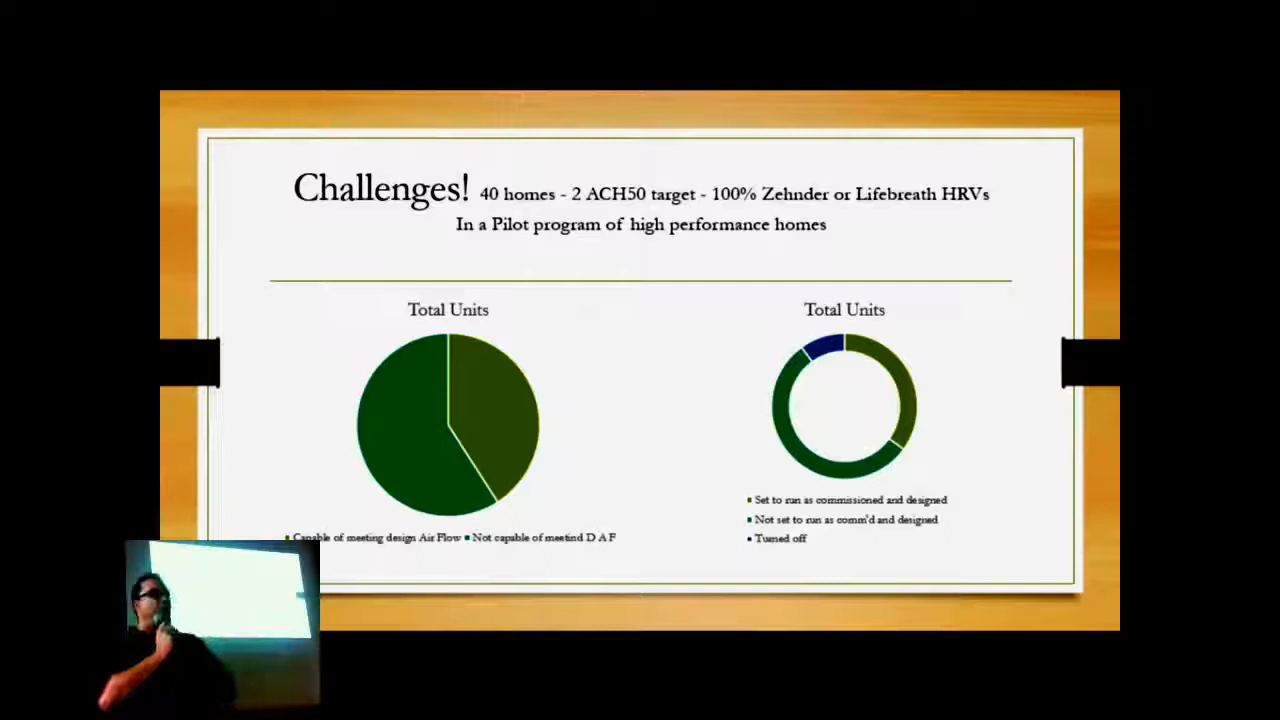 Challenges! 40 homes - 2 ACH50 target - 100% Zehnder or Lifebreath HRVs
In a Pilot program of high performance homes
Total Units
Capable of meeting design Air Flow Not capable of meetind D A F
Total Units
Set to run as commissioned and designed
Not set to run as comm'd and designed
Turned off